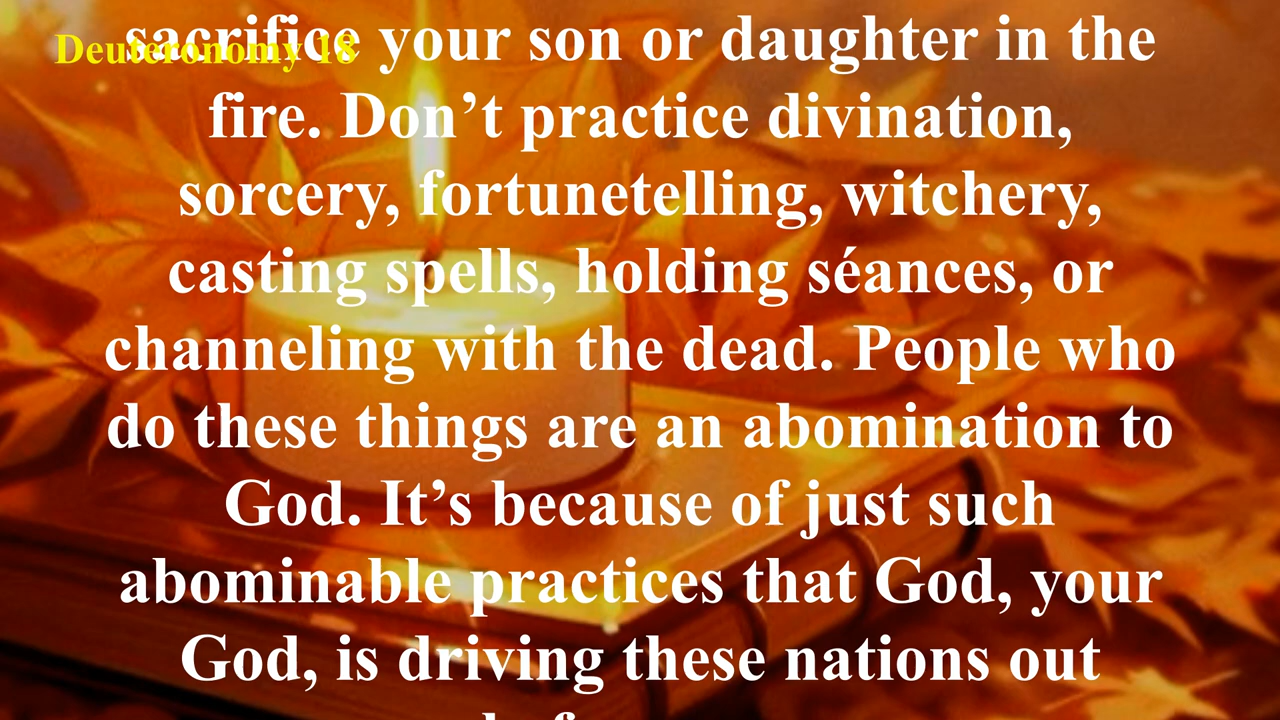 Deuteronomy 18
sacrifice your son or daughter in the
fire. Don’t practice divination,
sorcery, fortunetelling, witchery,
casting spells, holding séances, or
channeling with the dead. People who
do these things are an abomination to
God. It’s because of just such
abominable practices that God, your
God, is driving these nations out